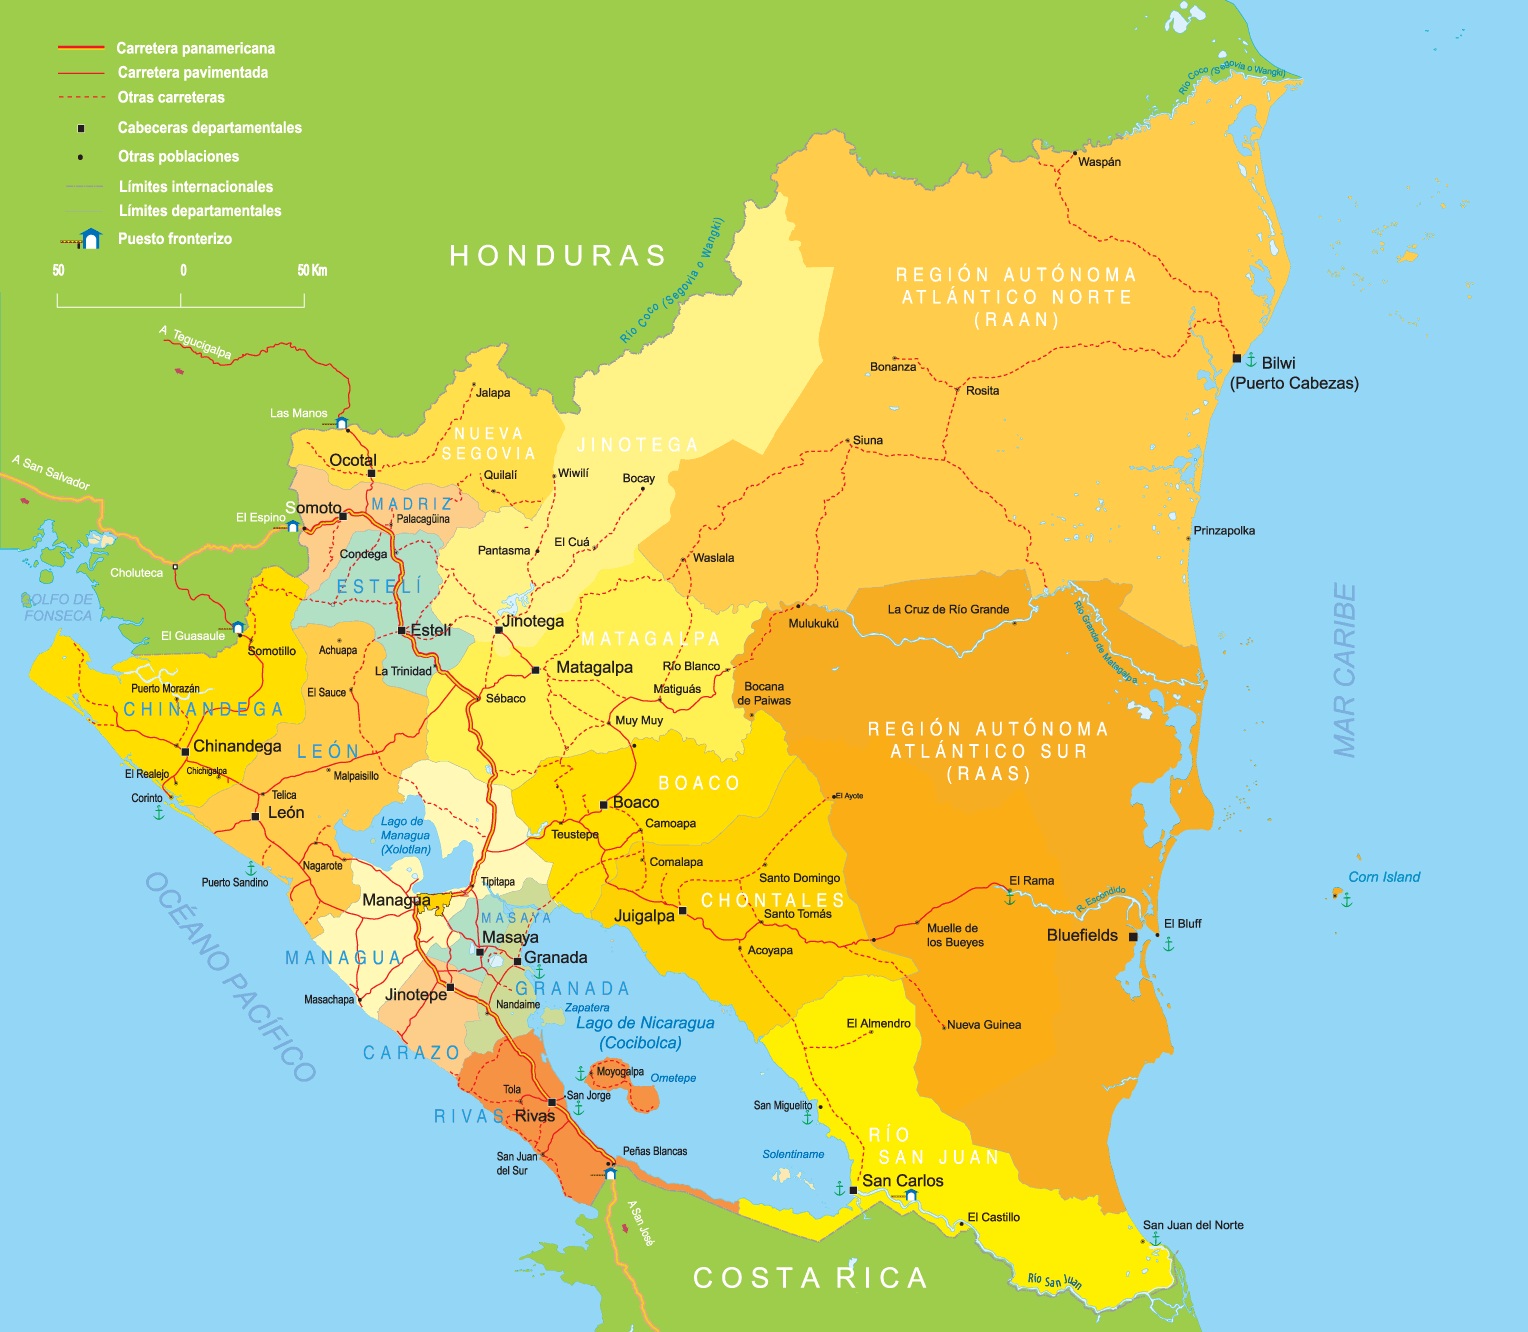 Carretera panamericana
Carretera pavimentada
Otras carreteras
Cabeceras departamentales
Otras poblaciones
Límites internacionales
Límites departamentales
Puesto fronterizo
50 0 50 Km
Río Coco (Segovia o Wangki)
Waspán
HONDURAS
Río Coco (Segovia o Wangki)
REGIÓN AUTÓNOMA
ATLÁNTICO NORTE
(RAAN)
A Tegucigalpa
Bonanza
Rosita
Bilwi
(Puerto Cabezas)
Jalapa
Las Manos
NUEVA
SEGOVIA
JINOTEGA
Siuna
Ocotal
A San Salvador
Quilalí
Wiwilí
Bocay
Somoto
MADRIZ
El Espino
Palacagüina
Prinzapolka
Condega
Pantasma
El Cuá
Waslala
Choluteca
ESTELÍ
GOLFO DE
FONSECA
La Cruz de Río Grande
Río Grande de Matagalpa
Mulukukú
El Guasaule
Somotillo
Achuapa
Estelí
Jinotega
MATAGALPA
MAR CARIBE
La Trinidad
Matagalpa
Río Blanco
Puerto Morazán
El Sauce
Sébaco
Matiguás
Bocana
de Paiwas
CHINANDEGA
Muy Muy
REGIÓN AUTÓNOMA
ATLÁNTICO SUR
(RAAS)
Chinandega
LEÓN
El Realejo
Chichigalpa
Malpaisillo
BOACO
Corinto
Telica
León
Boaco
El Ayote
Lago de
Managua
(Xolotlan)
Teustepe
Camoapa
Nagarote
Comalapa
Puerto Sandino
Tipitapa
Santo Domingo
El Rama
Corn Island
R. Escondido
Managua
CHONTALES
MASAYA
Juigalpa
Santo Tomás
Muelle de
los Bueyes
Bluefields
El Bluff
Masaya
Acoyapa
MANAGUA
Granada
OCÉANO PACÍFICO
Masachapa
Jinotepe
GRANADA
Nandaime
Zapatera
Lago de Nicaragua
(Cocibolca)
El Almendro
Nueva Guinea
CARAZO
Moyogalpa
Ometepe
Tola
San Jorge
San Miguelito
RIVAS
Rivas
RÍO
SAN JUAN
San Juan
del Sur
Peñas Blancas
Solentiname
San Carlos
A San José
El Castillo
San Juan del Norte
COSTA RICA
Río San Juan